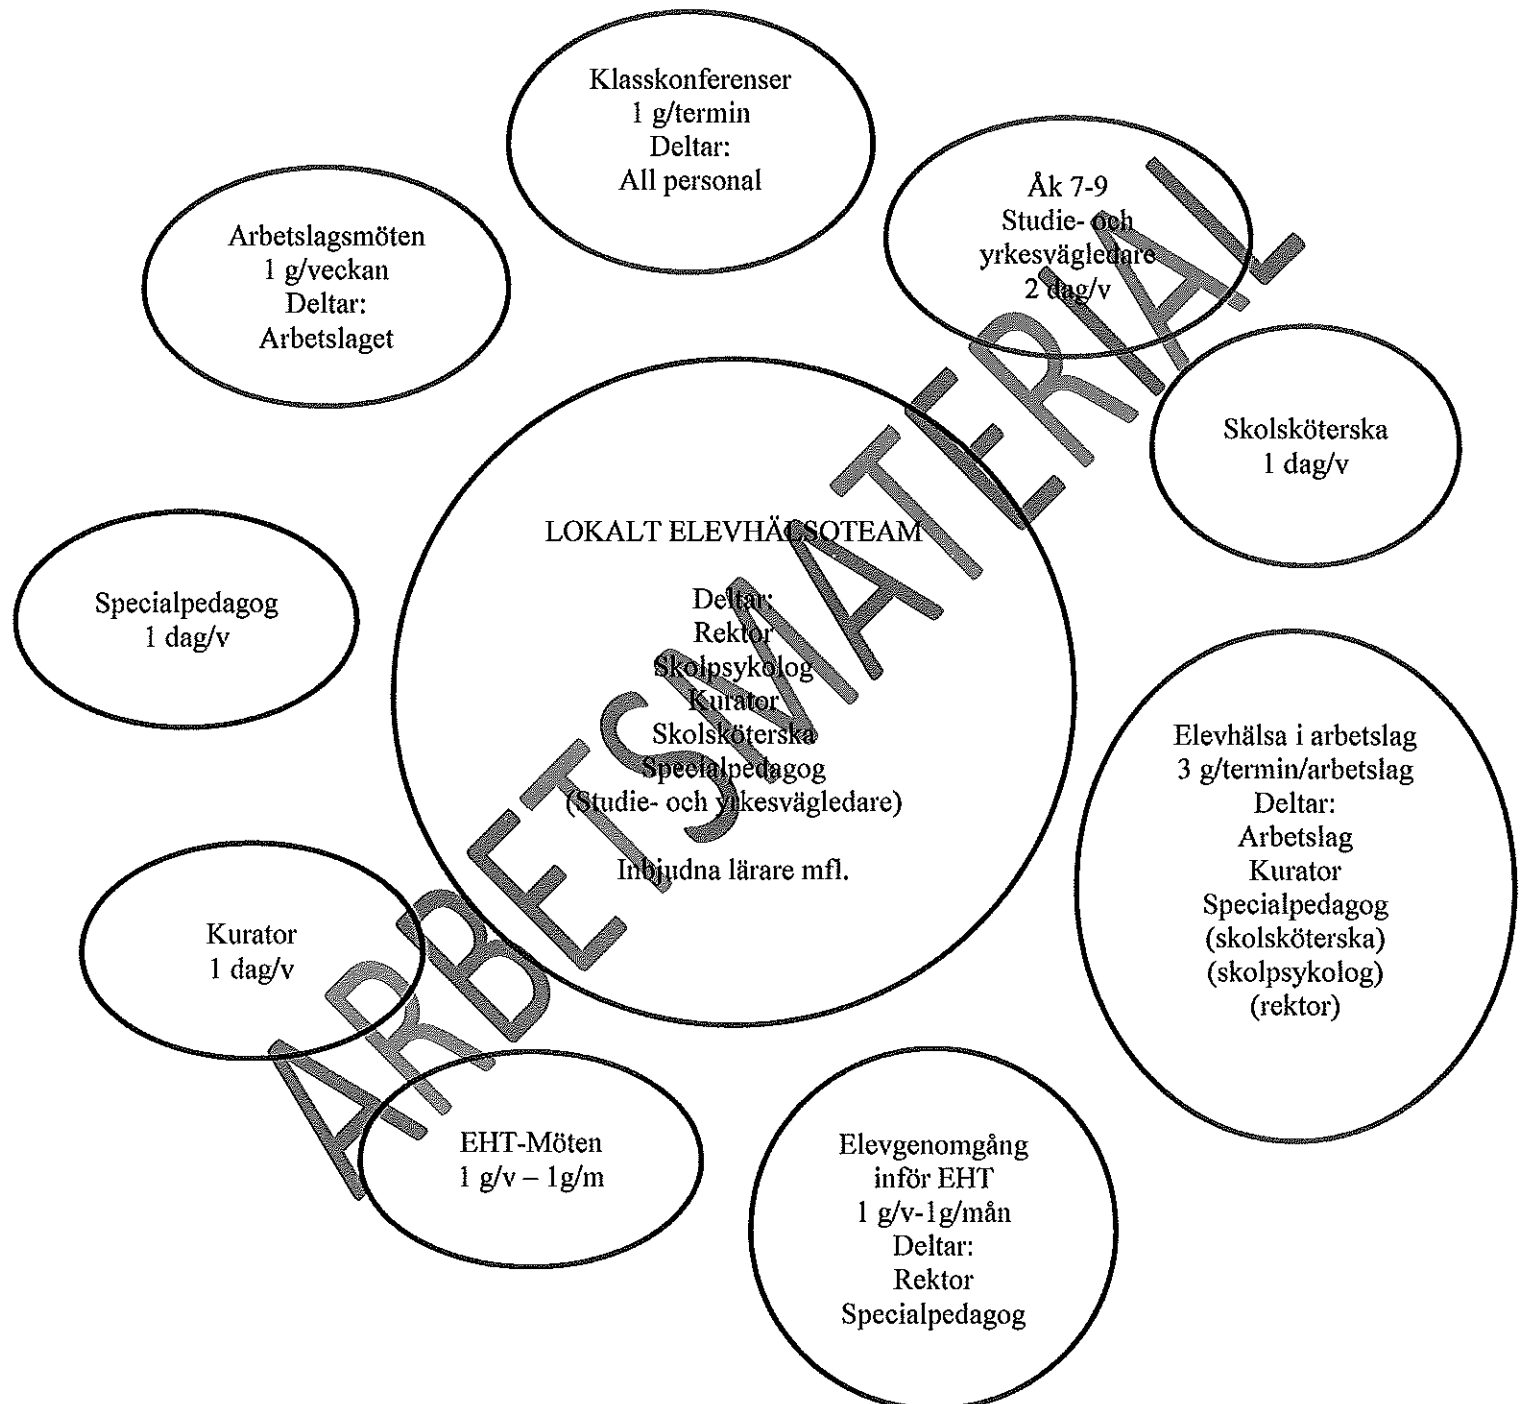 Klasskonferenser
1 g/termin
Deltar:
All personal
Åk 7-9
Studie- och
yrkesvägledare
2 dag/v
Arbetslagsmöten
1 g/veckan
Deltar:
Arbetslaget
Skolsköterska
1 dag/v
LOKALT ELEVHÄLSOTEAM
Deltar:
Rektor
Skolpsykolog
Kurator
Skolsköterska
Specialpedagog
(Studie- och yrkesvägledare)
Inbjudna lärare mfl.
Specialpedagog
1 dag/v
Elevhälsa i arbetslag
3 g/termin/arbetslag
Deltar:
Arbetslag
Kurator
Specialpedagog
(skolsköterska)
(skolpsykolog)
(rektor)
Kurator
1 dag/v
EHT-Möten
1 g/v – 1g/m
Elevgenomgång
inför EHT
1 g/v-1g/mån
Deltar:
Rektor
Specialpedagog
ARBETSMATERIAL